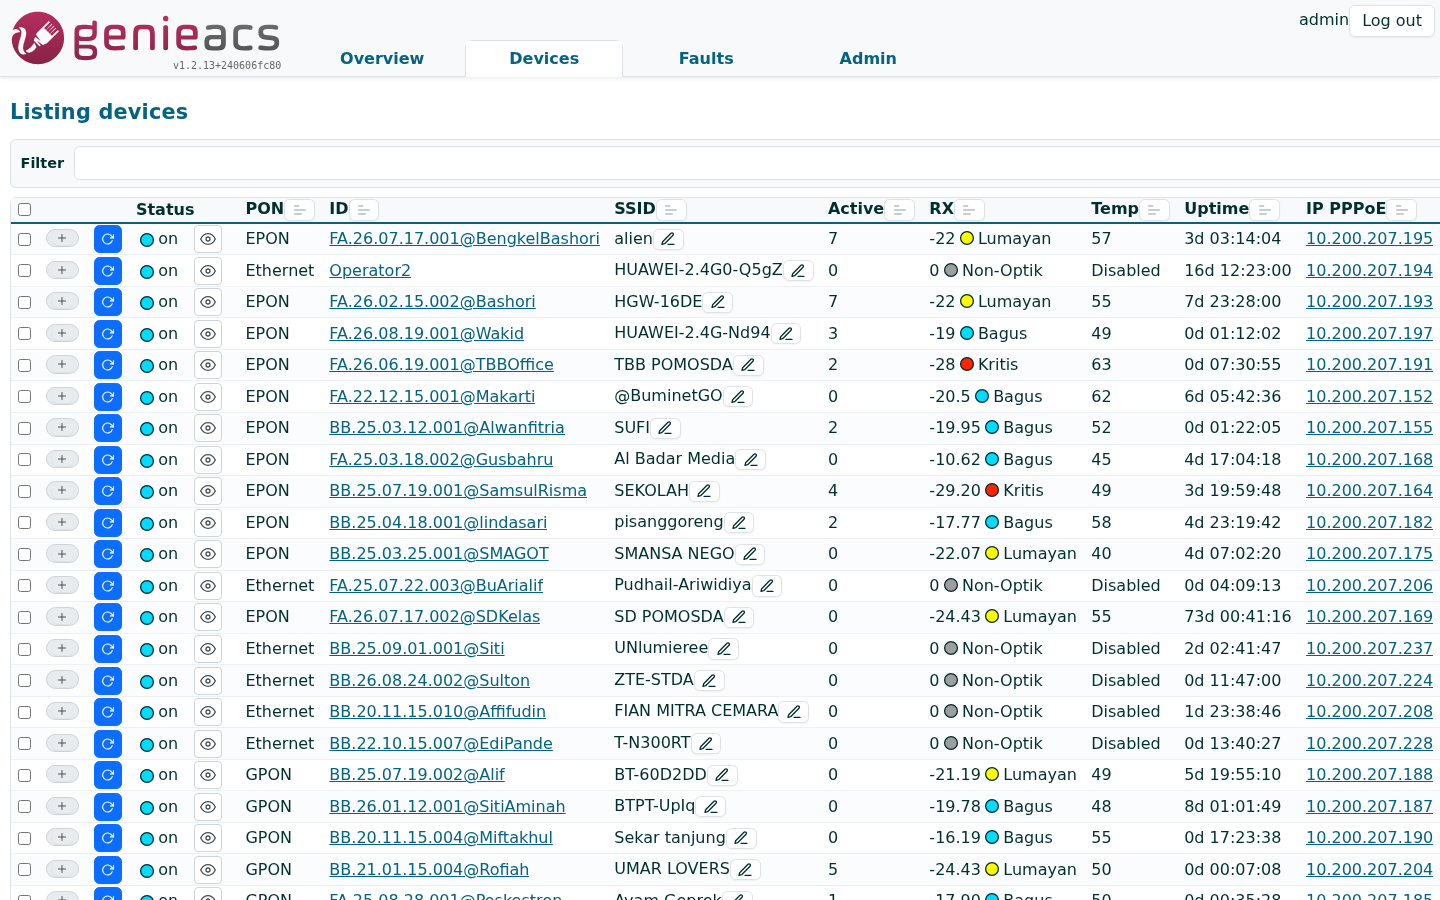 genieacs
v1.2.13+240606fc80
Overview Devices Faults Admin
admin Log out
Listing devices
Filter
Status PON ID SSID Active RX Temp Uptime IP PPPoE
on EPON FA.26.07.17.001@BengkelBashori alien 7 -22 Lumayan 57 3d 03:14:04 10.200.207.195
on Ethernet Operator2 HUAWEI-2.4G0-Q5gZ 0 0 Non-Optik Disabled 16d 12:23:00 10.200.207.194
on EPON FA.26.02.15.002@Bashori HGW-16DE 7 -22 Lumayan 55 7d 23:28:00 10.200.207.193
on EPON FA.26.08.19.001@Wakid HUAWEI-2.4G-Nd94 3 -19 Bagus 49 0d 01:12:02 10.200.207.197
on EPON FA.26.06.19.001@TBBOffice TBB POMOSDA 2 -28 Kritis 63 0d 07:30:55 10.200.207.191
on EPON FA.22.12.15.001@Makarti @BuminetGO 0 -20.5 Bagus 62 6d 05:42:36 10.200.207.152
on EPON BB.25.03.12.001@Alwanfitria SUFI 2 -19.95 Bagus 52 0d 01:22:05 10.200.207.155
on EPON FA.25.03.18.002@Gusbahru Al Badar Media 0 -10.62 Bagus 45 4d 17:04:18 10.200.207.168
on EPON BB.25.07.19.001@SamsulRisma SEKOLAH 4 -29.20 Kritis 49 3d 19:59:48 10.200.207.164
on EPON BB.25.04.18.001@lindasari pisanggoreng 2 -17.77 Bagus 58 4d 23:19:42 10.200.207.182
on EPON BB.25.03.25.001@SMAGOT SMANSA NEGO 0 -22.07 Lumayan 40 4d 07:02:20 10.200.207.175
on Ethernet FA.25.07.22.003@BuArialif Pudhail-Ariwidiya 0 0 Non-Optik Disabled 0d 04:09:13 10.200.207.206
on EPON FA.26.07.17.002@SDKelas SD POMOSDA 0 -24.43 Lumayan 55 73d 00:41:16 10.200.207.169
on Ethernet BB.25.09.01.001@Siti UNlumieree 0 0 Non-Optik Disabled 2d 02:41:47 10.200.207.237
on Ethernet BB.26.08.24.002@Sulton ZTE-STDA 0 0 Non-Optik Disabled 0d 11:47:00 10.200.207.224
on Ethernet BB.20.11.15.010@Affifudin FIAN MITRA CEMARA 0 0 Non-Optik Disabled 1d 23:38:46 10.200.207.208
on Ethernet BB.22.10.15.007@EdiPande T-N300RT 0 0 Non-Optik Disabled 0d 13:40:27 10.200.207.228
on GPON BB.25.07.19.002@Alif BT-60D2DD 0 -21.19 Lumayan 49 5d 19:55:10 10.200.207.188
on GPON BB.26.01.12.001@SitiAminah BTPT-Uplq 0 -19.78 Bagus 48 8d 01:01:49 10.200.207.187
on GPON BB.20.11.15.004@Miftakhul Sekar tanjung 0 -16.19 Bagus 55 0d 17:23:38 10.200.207.190
on GPON BB.21.01.15.004@Rofiah UMAR LOVERS 5 -24.43 Lumayan 50 0d 00:07:08 10.200.207.204
on GPON FA.25.08.28.001@Poskestren Ayam Geprek 1 -17.90 Bagus 50 0d 00:35:28 10.200.207.185